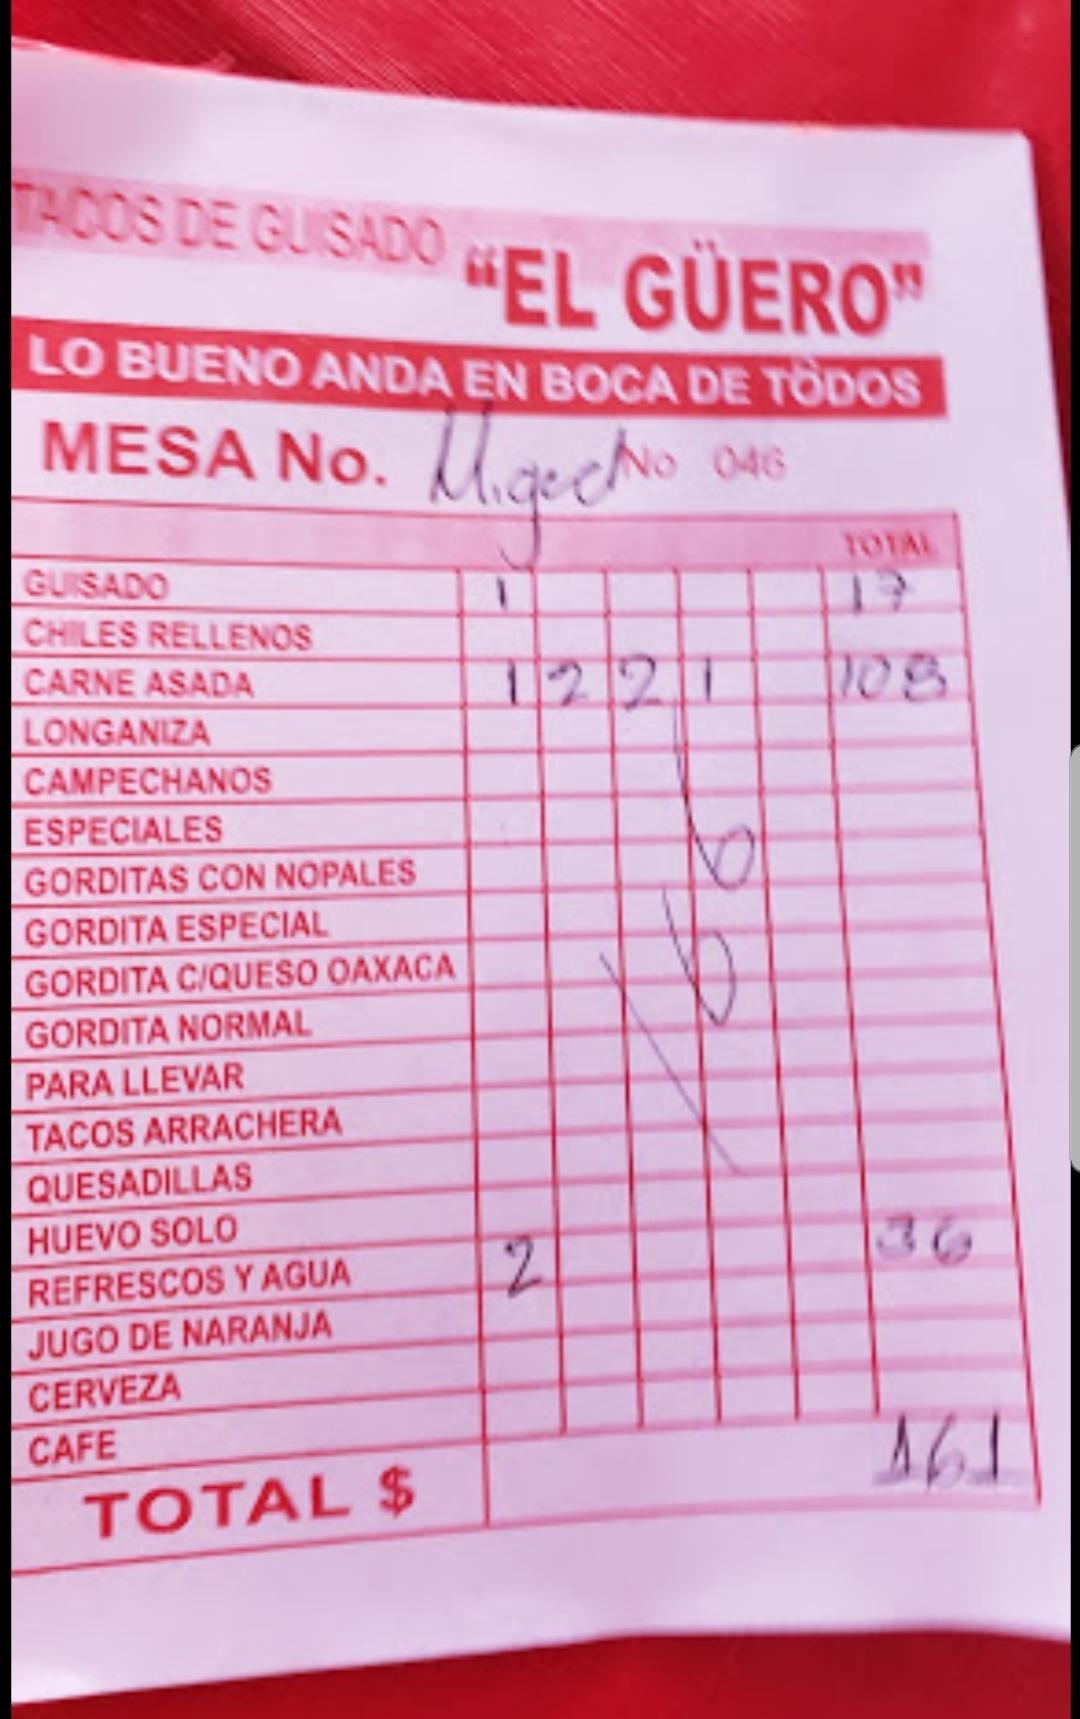 TACOS DE GUISADO
"EL GÜERO"
LO BUENO ANDA EN BOCA DE TODOS
MESA No. Miguel No 046
TOTAL
GUISADO 1 17
CHILES RELLENOS
CARNE ASADA 1 2 2 1 108
LONGANIZA
CAMPECHANOS
ESPECIALES
GORDITAS CON NOPALES
GORDITA ESPECIAL
GORDITA C/QUESO OAXACA
GORDITA NORMAL
PARA LLEVAR
TACOS ARRACHERA
QUESADILLAS
HUEVO SOLO
REFRESCOS Y AGUA 2 36
JUGO DE NARANJA
CERVEZA
CAFE
TOTAL $ 161